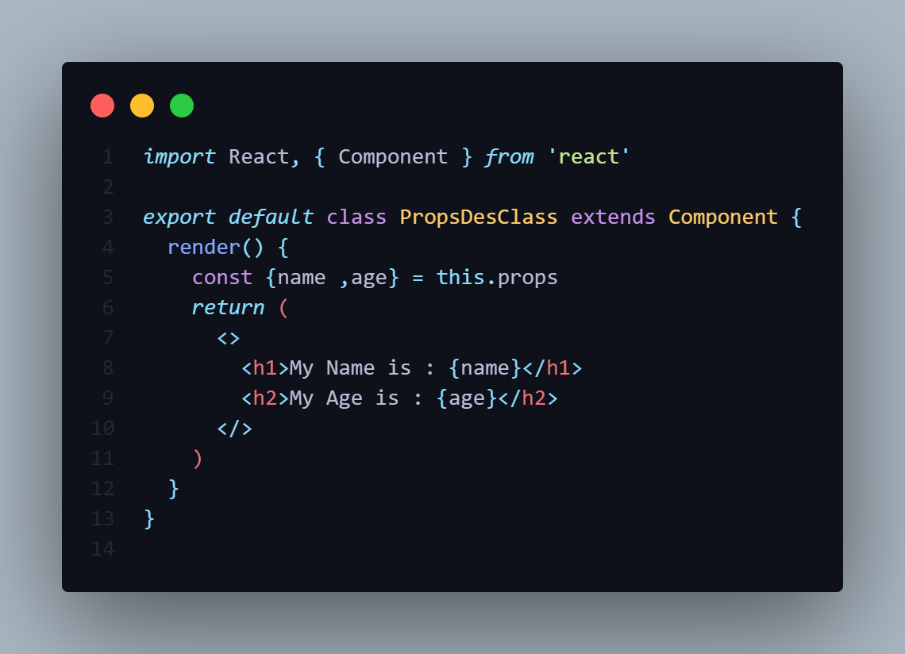 1 import React, { Component } from 'react'
2
3 export default class PropsDesClass extends Component {
4   render() {
5     const {name ,age} = this.props
6     return (
7       <>
8         <h1>My Name is : {name}</h1>
9         <h2>My Age is : {age}</h2>
10       </>
11     )
12   }
13 }
14